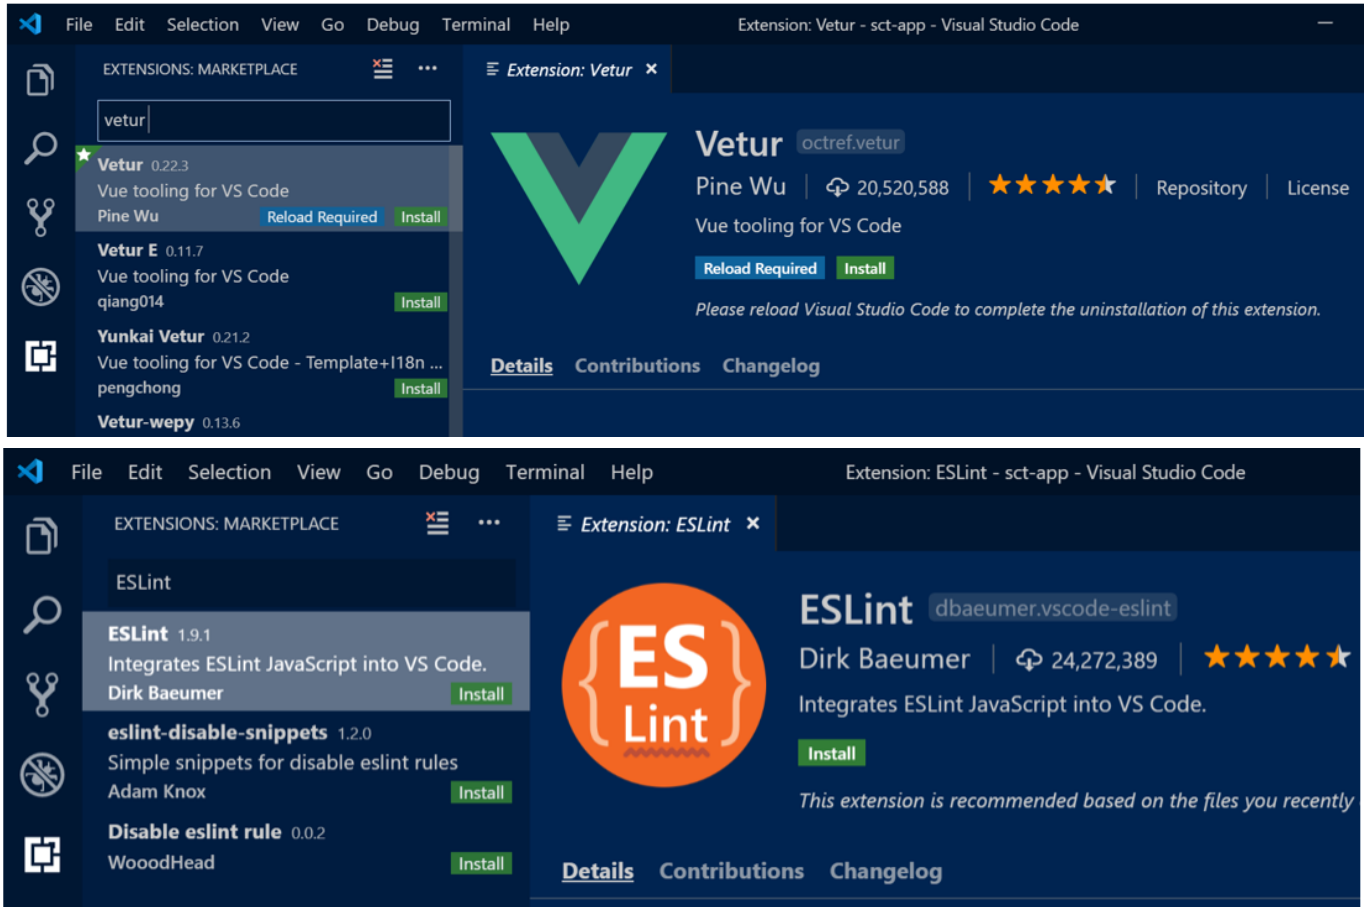 File Edit Selection View Go Debug Terminal Help Extension: Vetur - sct-app - Visual Studio Code
EXTENSIONS: MARKETPLACE
vetur
Vetur 0.22.3
Vue tooling for VS Code
Pine Wu Reload Required Install
Vetur E 0.11.7
Vue tooling for VS Code
qiang014 Install
Yunkai Vetur 0.21.2
Vue tooling for VS Code - Template+I18n ...
pengchong Install
Vetur-wepy 0.13.6
Extension: Vetur
Vetur octref.vetur
Pine Wu 20,520,588 Repository License
Vue tooling for VS Code
Reload Required Install
Please reload Visual Studio Code to complete the uninstallation of this extension.
Details Contributions Changelog
File Edit Selection View Go Debug Terminal Help Extension: ESLint - sct-app - Visual Studio Code
EXTENSIONS: MARKETPLACE
ESLint
ESLint 1.9.1
Integrates ESLint JavaScript into VS Code.
Dirk Baeumer Install
eslint-disable-snippets 1.2.0
Simple snippets for disable eslint rules
Adam Knox Install
Disable eslint rule 0.0.2
WooodHead Install
Extension: ESLint
{ES
Lint}
ESLint dbaeumer.vscode-eslint
Dirk Baeumer 24,272,389
Integrates ESLint JavaScript into VS Code.
Install
This extension is recommended based on the files you recently
Details Contributions Changelog